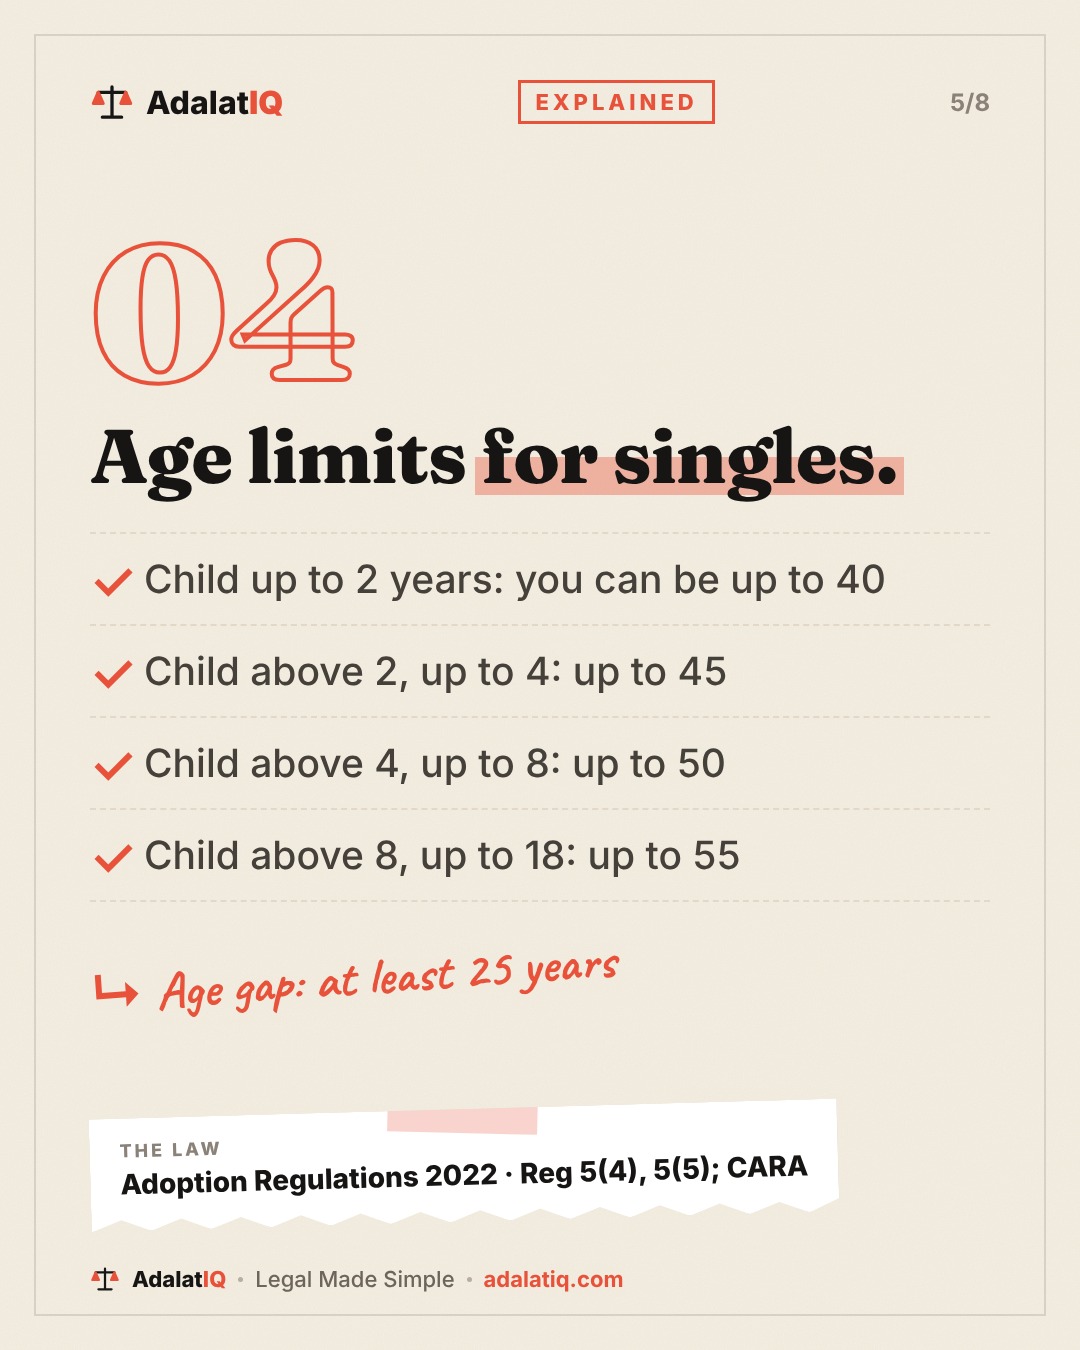 AdalatIQ
EXPLAINED
5/8
04
Age limits for singles.
Child up to 2 years: you can be up to 40
Child above 2, up to 4: up to 45
Child above 4, up to 8: up to 50
Child above 8, up to 18: up to 55
Age gap: at least 25 years
THE LAW
Adoption Regulations 2022 · Reg 5(4), 5(5); CARA
AdalatIQ • Legal Made Simple • adalatiq.com